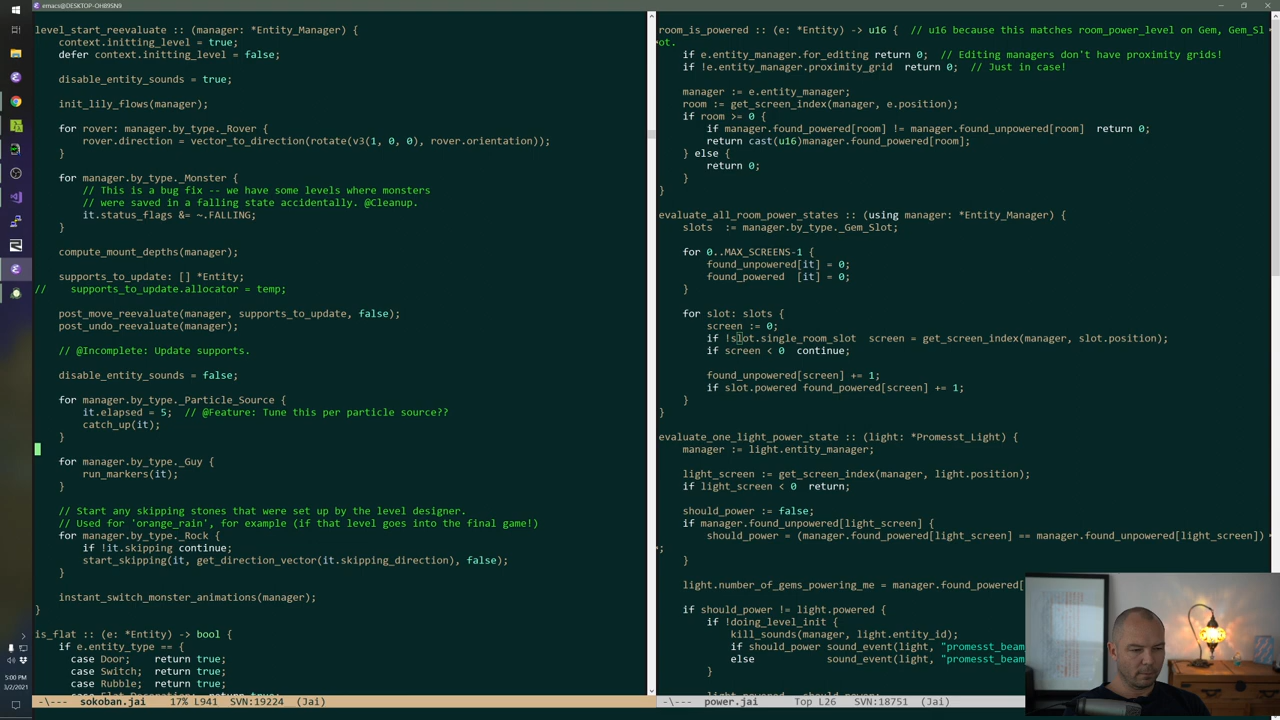 emacs@DESKTOP-OH89SN9
level_start_reevaluate :: (manager: *Entity_Manager) {
    context.initting_level = true;
    defer context.initting_level = false;
    disable_entity_sounds = true;
    init_lily_flows(manager);
    for rover: manager.by_type._Rover {
        rover.direction = vector_to_direction(rotate(v3(1, 0, 0), rover.orientation));
    }
    for manager.by_type._Monster {
        // This is a bug fix -- we have some levels where monsters
        // were saved in a falling state accidentally. @Cleanup.
        it.status_flags &= ~.FALLING;
    }
    compute_mount_depths(manager);
    supports_to_update: [] *Entity;
//    supports_to_update.allocator = temp;
    post_move_reevaluate(manager, supports_to_update, false);
    post_undo_reevaluate(manager);
    // @Incomplete: Update supports.
    disable_entity_sounds = false;
    for manager.by_type._Particle_Source {
        it.elapsed = 5;  // @Feature: Tune this per particle source??
        catch_up(it);
    }
    for manager.by_type._Guy {
        run_markers(it);
    }
    // Start any skipping stones that were set up by the level designer.
    // Used for 'orange_rain', for example (if that level goes into the final game!)
    for manager.by_type._Rock {
        if !it.skipping continue;
        start_skipping(it, get_direction_vector(it.skipping_direction), false);
    }
    instant_switch_monster_animations(manager);
}
is_flat :: (e: *Entity) -> bool {
    if e.entity_type == {
      case Door;    return true;
      case Switch;  return true;
      case Rubble;  return true;
-\---  sokoban.jai    17% L941  SVN:19224  (Jai)
room_is_powered :: (e: *Entity) -> u16 {  // u16 because this matches room_power_level on Gem, Gem_Sl
ot.
    if e.entity_manager.for_editing return 0;  // Editing managers don't have proximity grids!
    if !e.entity_manager.proximity_grid  return 0;  // Just in case!
    manager := e.entity_manager;
    room := get_screen_index(manager, e.position);
    if room >= 0 {
        if manager.found_powered[room] != manager.found_unpowered[room]  return 0;
        return cast(u16)manager.found_powered[room];
    } else {
        return 0;
    }
}
evaluate_all_room_power_states :: (using manager: *Entity_Manager) {
    slots  := manager.by_type._Gem_Slot;
    for 0..MAX_SCREENS-1 {
        found_unpowered[it] = 0;
        found_powered  [it] = 0;
    }
    for slot: slots {
        screen := 0;
        if !slot.single_room_slot  screen = get_screen_index(manager, slot.position);
        if screen < 0  continue;
        found_unpowered[screen] += 1;
        if slot.powered found_powered[screen] += 1;
    }
}
evaluate_one_light_power_state :: (light: *Promesst_Light) {
    manager := light.entity_manager;
    light_screen := get_screen_index(manager, light.position);
    if light_screen < 0  return;
    should_power := false;
    if manager.found_unpowered[light_screen] {
        should_power = (manager.found_powered[light_screen] == manager.found_unpowered[light_screen])
;
    }
    light.number_of_gems_powering_me = manager.found_powered[
    if should_power != light.powered {
        if !doing_level_init {
            kill_sounds(manager, light.entity_id);
            if should_power sound_event(light, "promesst_beam
            else            sound_event(light, "promesst_beam
        }
-\---  power.jai      Top L26   SVN:18751  (Jai)
5:00 PM
3/2/2021